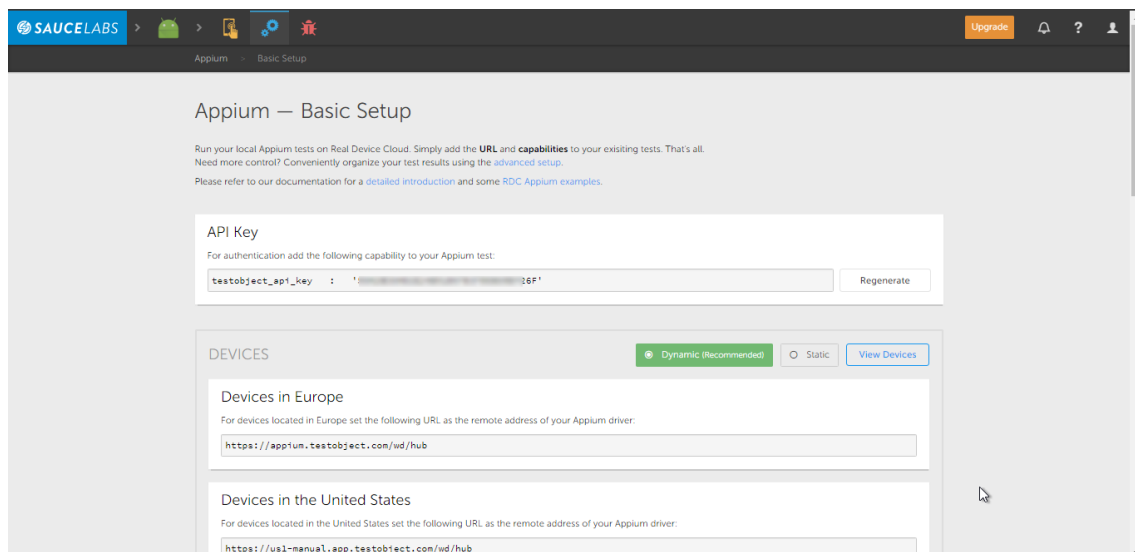 SAUCELABS
Upgrade
?
Appium
Basic Setup
Appium — Basic Setup
Run your local Appium tests on Real Device Cloud. Simply add the URL and capabilities to your exisiting tests. That's all.
Need more control? Conveniently organize your test results using the advanced setup.
Please refer to our documentation for a detailed introduction and some RDC Appium examples.
API Key
For authentication add the following capability to your Appium test:
testobject_api_key : '
Regenerate
DEVICES
Dynamic (Recommended)
Static
View Devices
Devices in Europe
For devices located in Europe set the following URL as the remote address of your Appium driver:
https://appium.testobject.com/wd/hub
Devices in the United States
For devices located in the United States set the following URL as the remote address of your Appium driver:
https://us1-manual.app.testobject.com/wd/hub